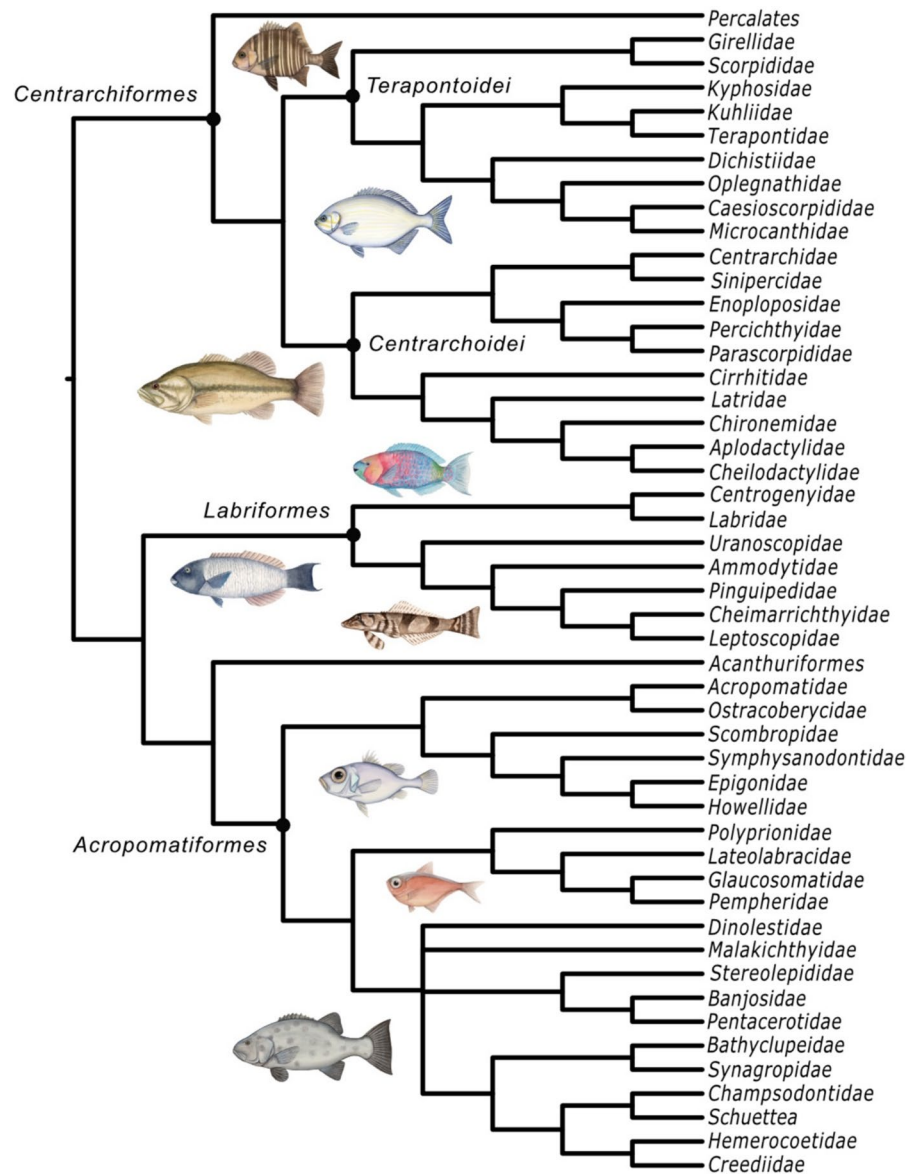 Percalates
Girellidae
Scorpididae
Kyphosidae
Centrarchiformes
Terapontoidei
Kuhliidae
Terapontidae
Dichistiidae
Oplegnathidae
Caesioscorpididae
Microcanthidae
Centrarchidae
Sinipercidae
Enoploposidae
Percichthyidae
Centrarchoidei
Parascorpididae
Cirrhitidae
Latridae
Chironemidae
Aplodactylidae
Cheilodactylidae
Centrogenyidae
Labriformes
Labridae
Uranoscopidae
Ammodytidae
Pinguipedidae
Cheimarrichthyidae
Leptoscopidae
Acanthuriformes
Acropomatidae
Ostracoberycidae
Scombropidae
Symphysanodontidae
Epigonidae
Howellidae
Polyprionidae
Acropomatiformes
Lateolabracidae
Glaucosomatidae
Pempheridae
Dinolestidae
Malakichthyidae
Stereolepididae
Banjosidae
Pentacerotidae
Bathyclupeidae
Synagropidae
Champsodontidae
Schuettea
Hemerocoetidae
Creediidae